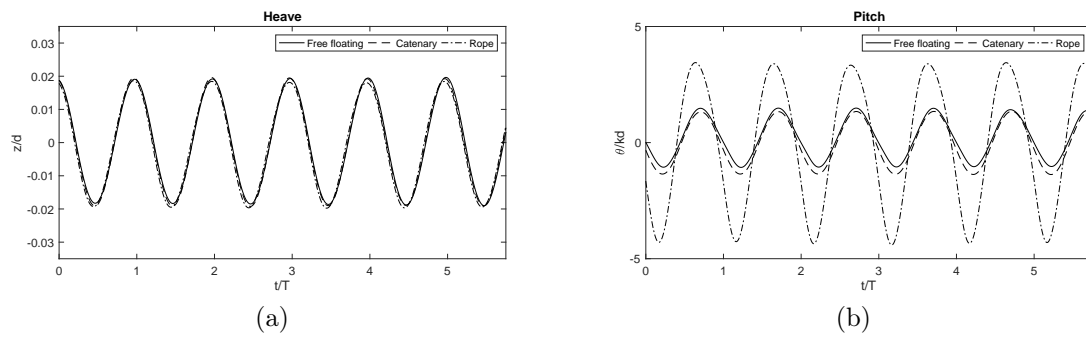 Heave
Free floating Catenary Rope
0.03
0.02
0.01
0
-0.01
-0.02
-0.03
z/d
0 1 2 3 4 5
t/T
(a)
Pitch
Free floating Catenary Rope
5
0
-5
θ/kd
0 1 2 3 4 5
t/T
(b)